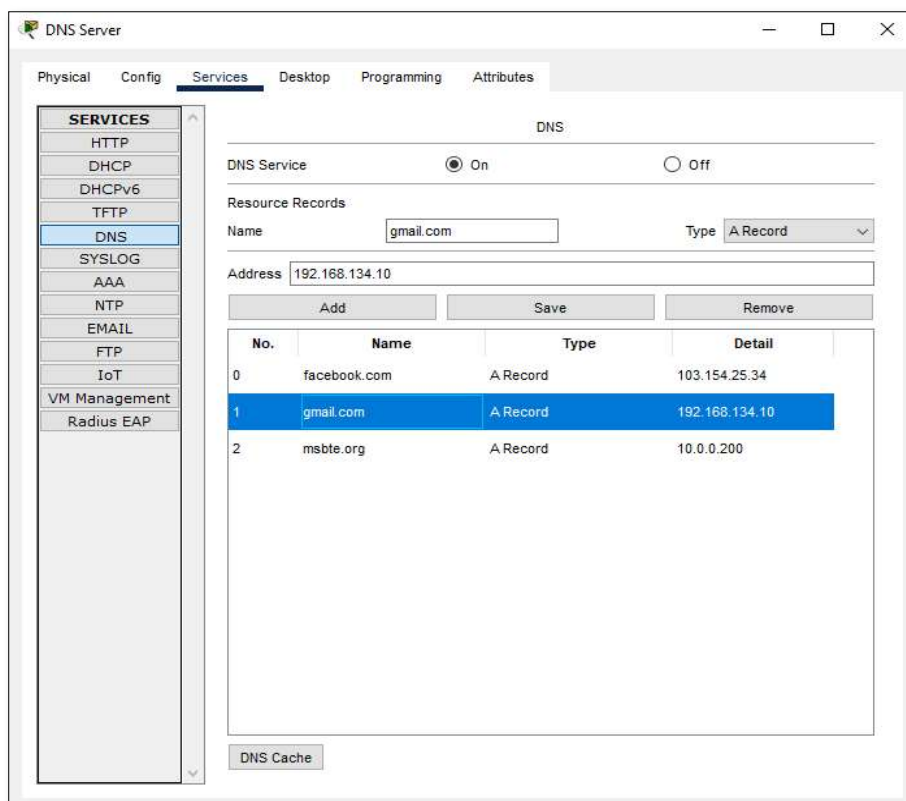 DNS Server
Physical Config Services Desktop Programming Attributes
SERVICES
HTTP
DHCP
DHCPv6
TFTP
DNS
SYSLOG
AAA
NTP
EMAIL
FTP
IoT
VM Management
Radius EAP
DNS
DNS Service On Off
Resource Records
Name gmail.com Type A Record
Address 192.168.134.10
Add Save Remove
No. Name Type Detail
0 facebook.com A Record 103.154.25.34
1 gmail.com A Record 192.168.134.10
2 msbte.org A Record 10.0.0.200
DNS Cache